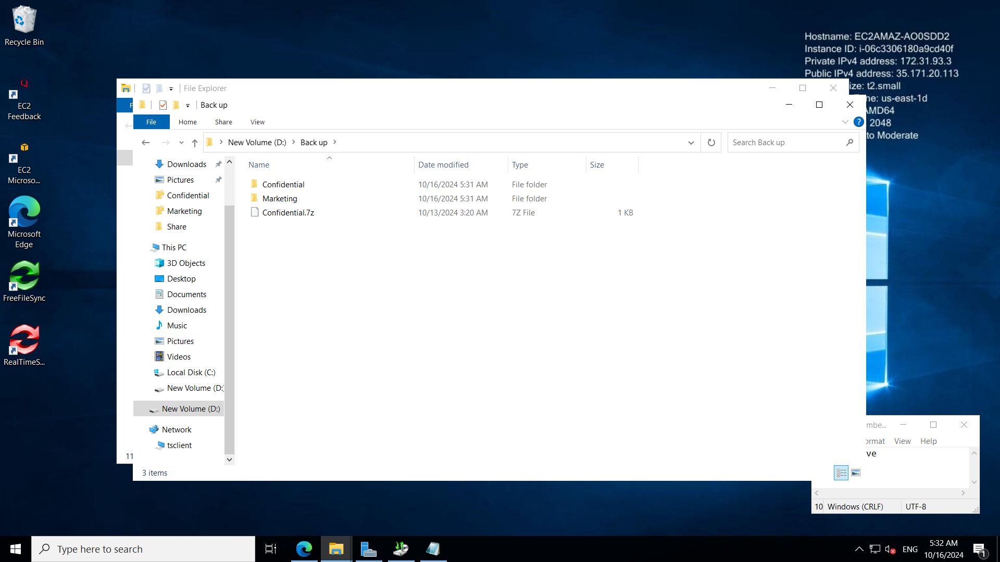 Recycle Bin
EC2
Feedback
EC2
Microso...
Microsoft
Edge
FreeFileSync
RealTimeS...
Hostname: EC2AMAZ-AO0SDD2
Instance ID: i-06c3306180a9cd40f
Private IPv4 address: 172.31.93.3
Public IPv4 address: 35.171.20.113
ize: t2.small
ne: us-east-1d
AMD64
2048
to Moderate
File Explorer
F
Back up
File Home Share View
?
New Volume (D:) Back up
Search Back up
Name Date modified Type Size
Confidential 10/16/2024 5:31 AM File folder
Marketing 10/16/2024 5:31 AM File folder
Confidential.7z 10/13/2024 3:20 AM 7Z File 1 KB
Downloads
Pictures
Confidential
Marketing
Share
This PC
3D Objects
Desktop
Documents
Downloads
Music
Pictures
Videos
Local Disk (C:)
New Volume (D:)
New Volume (D:)
Network
tsclient
11
3 items
mbe...
ormat View Help
ve
10 Windows (CRLF) UTF-8
Type here to search
ENG
5:32 AM
10/16/2024
1